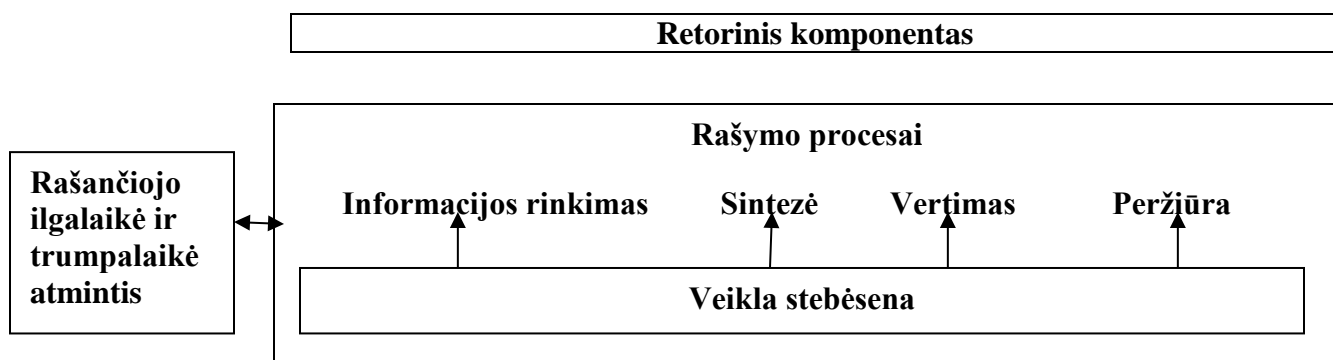 Retorinis komponentas
Rašymo procesai
Rašančiojo
ilgalaikė ir
trumpalaikė
atmintis
Informacijos rinkimas Sintezė Vertimas Peržiūra
Veikla stebėsena